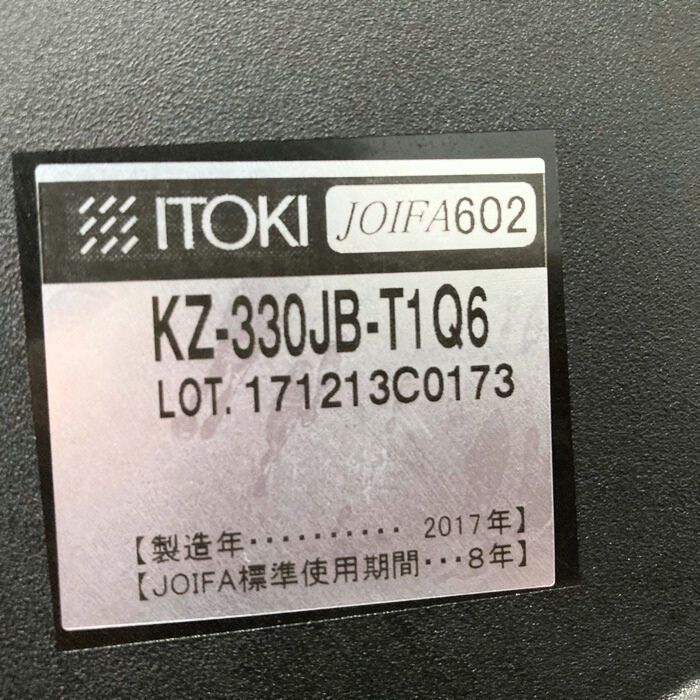 ITOKI JOIFA602
KZ-330JB-T1Q6
LOT. 171213C0173
【製造年·········· 2017年】
【JOIFA標準使用期間···8年】